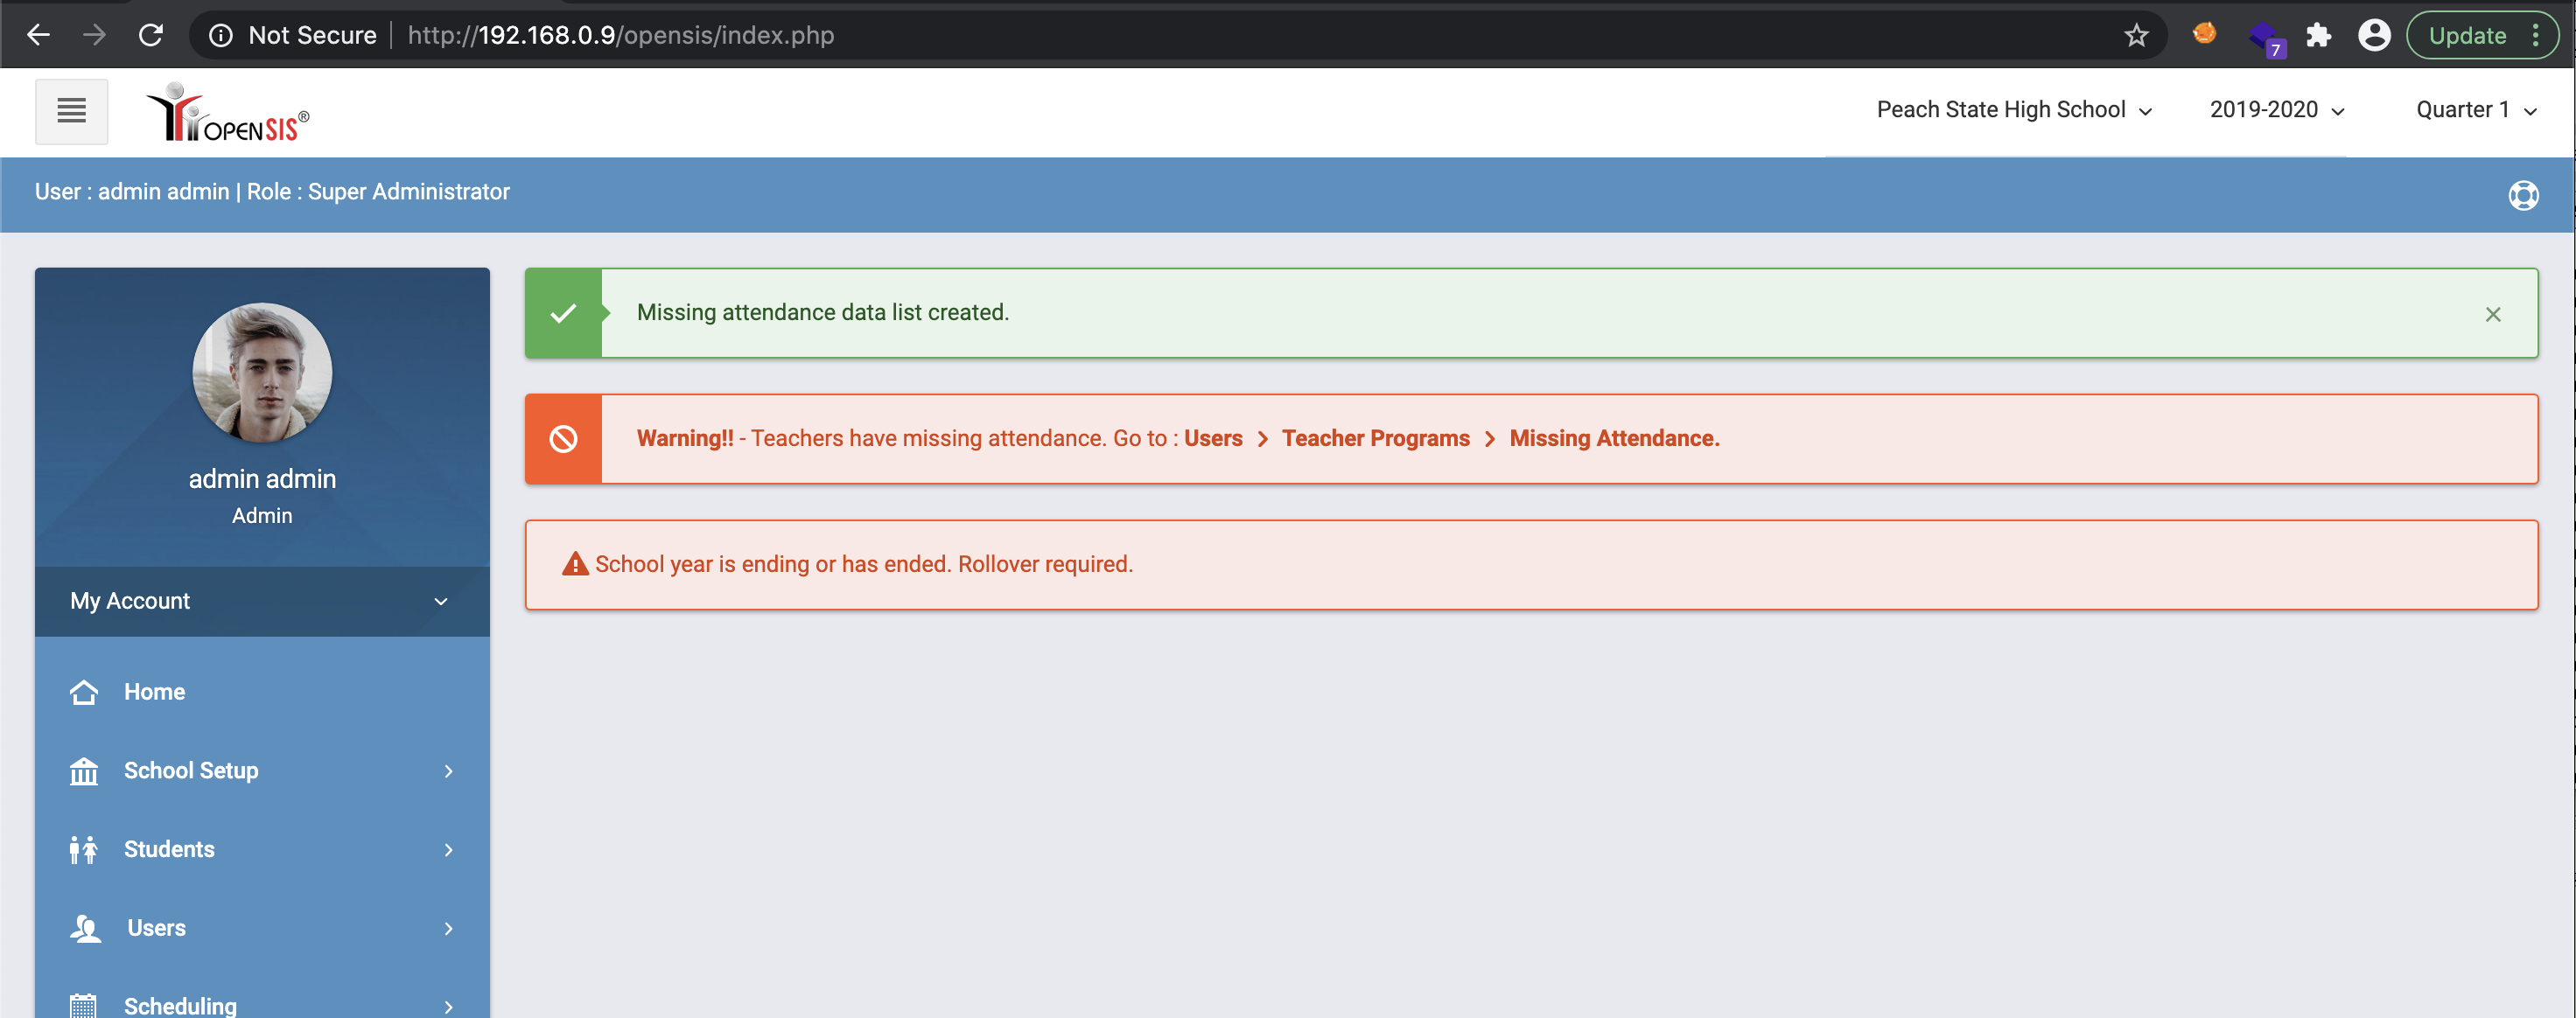 Not Secure | http://192.168.0.9/opensis/index.php
7
Update
OPENSIS®
Peach State High School
2019-2020
Quarter 1
User : admin admin | Role : Super Administrator
admin admin
Admin
My Account
Home
School Setup
Students
Users
Scheduling
Missing attendance data list created.
Warning!! - Teachers have missing attendance. Go to : Users > Teacher Programs > Missing Attendance.
School year is ending or has ended. Rollover required.